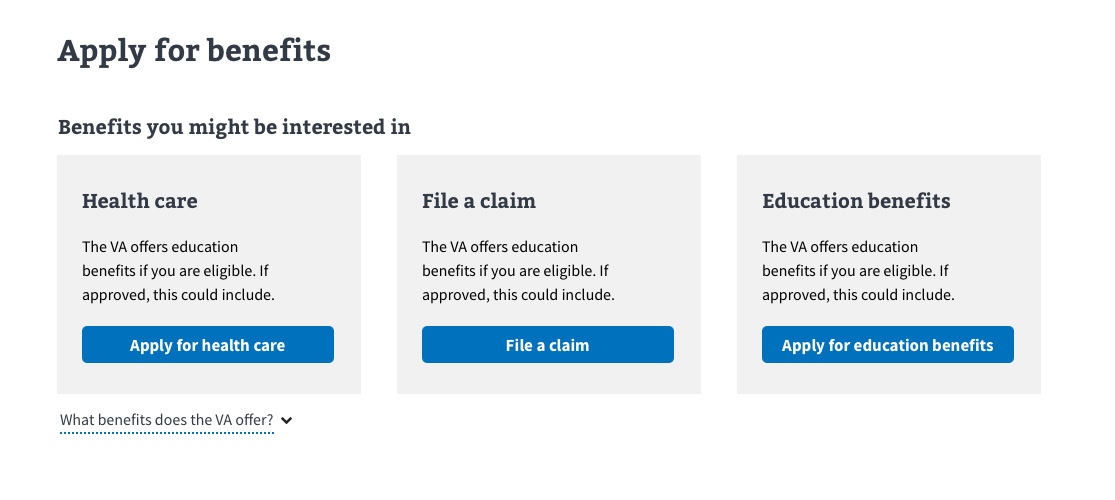 Apply for benefits
Benefits you might be interested in
Health care
The VA offers education
benefits if you are eligible. If
approved, this could include.
Apply for health care
File a claim
The VA offers education
benefits if you are eligible. If
approved, this could include.
File a claim
Education benefits
The VA offers education
benefits if you are eligible. If
approved, this could include.
Apply for education benefits
What benefits does the VA offer?